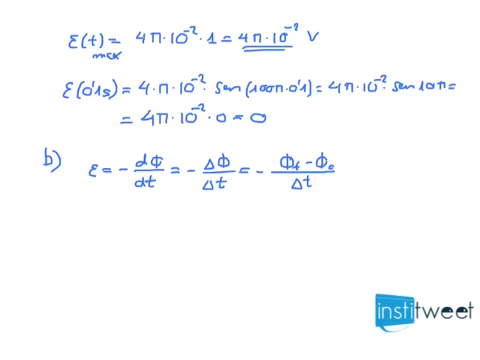 ε(t)max = 4π·10⁻²·1 = 4π·10⁻² V
ε(0'1s) = 4·π·10⁻²· sen(100π·0'1) = 4π·10⁻²· sen 10π =
= 4π·10⁻²·0 = 0
b) ε = - dΦ/dt = - ΔΦ/Δt = - (Φf - Φo)/Δt
institweet